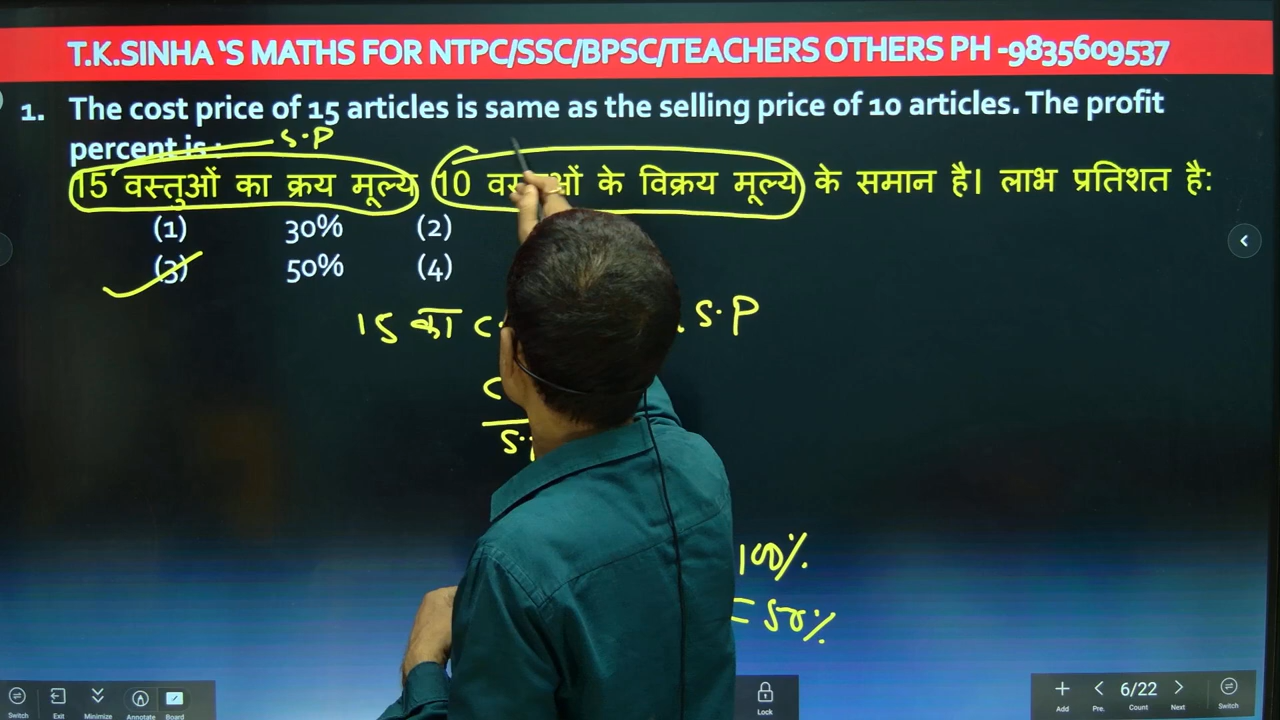 T.K.SINHA 'S MATHS FOR NTPC/SSC/BPSC/TEACHERS OTHERS PH -9835609537
1. The cost price of 15 articles is same as the selling price of 10 articles. The profit
percent is :
S.P
15 वस्तुओं का क्रय मूल्य 10 वस्तुओं के विक्रय मूल्य के समान है। लाभ प्रतिशत है:
(1) 30% (2)
(3) 50% (4)
15 का C. . S.P
C
S.P
100%
= 50%
Switch Exit Minimize Annotate Board Lock Add Pre. 6/22 Count Next Switch